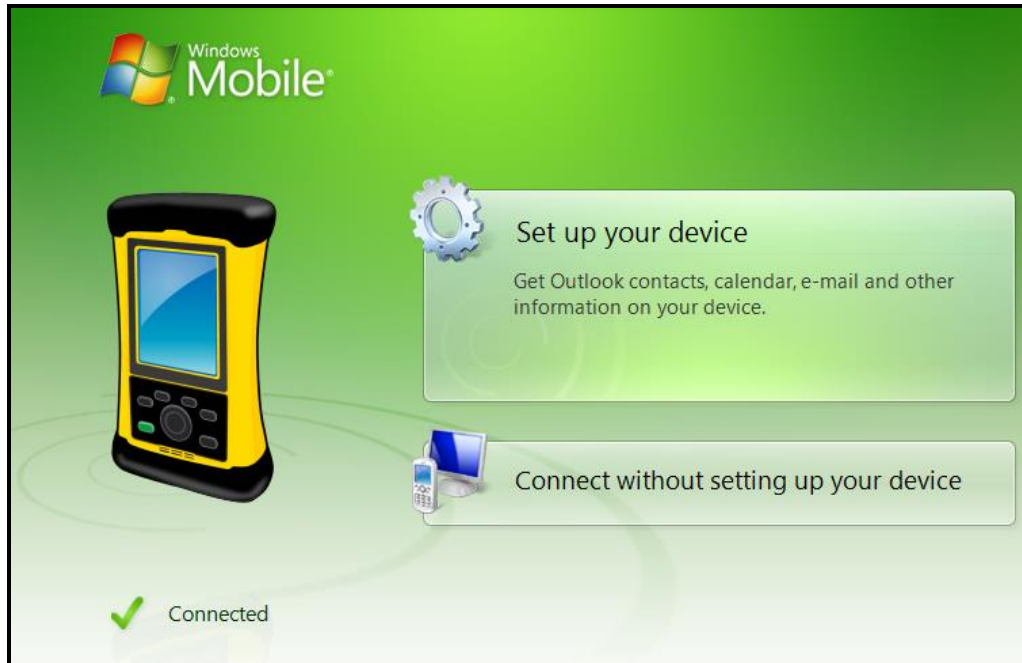 Windows
Mobile®
Set up your device
Get Outlook contacts, calendar, e-mail and other
information on your device.
Connect without setting up your device
Connected